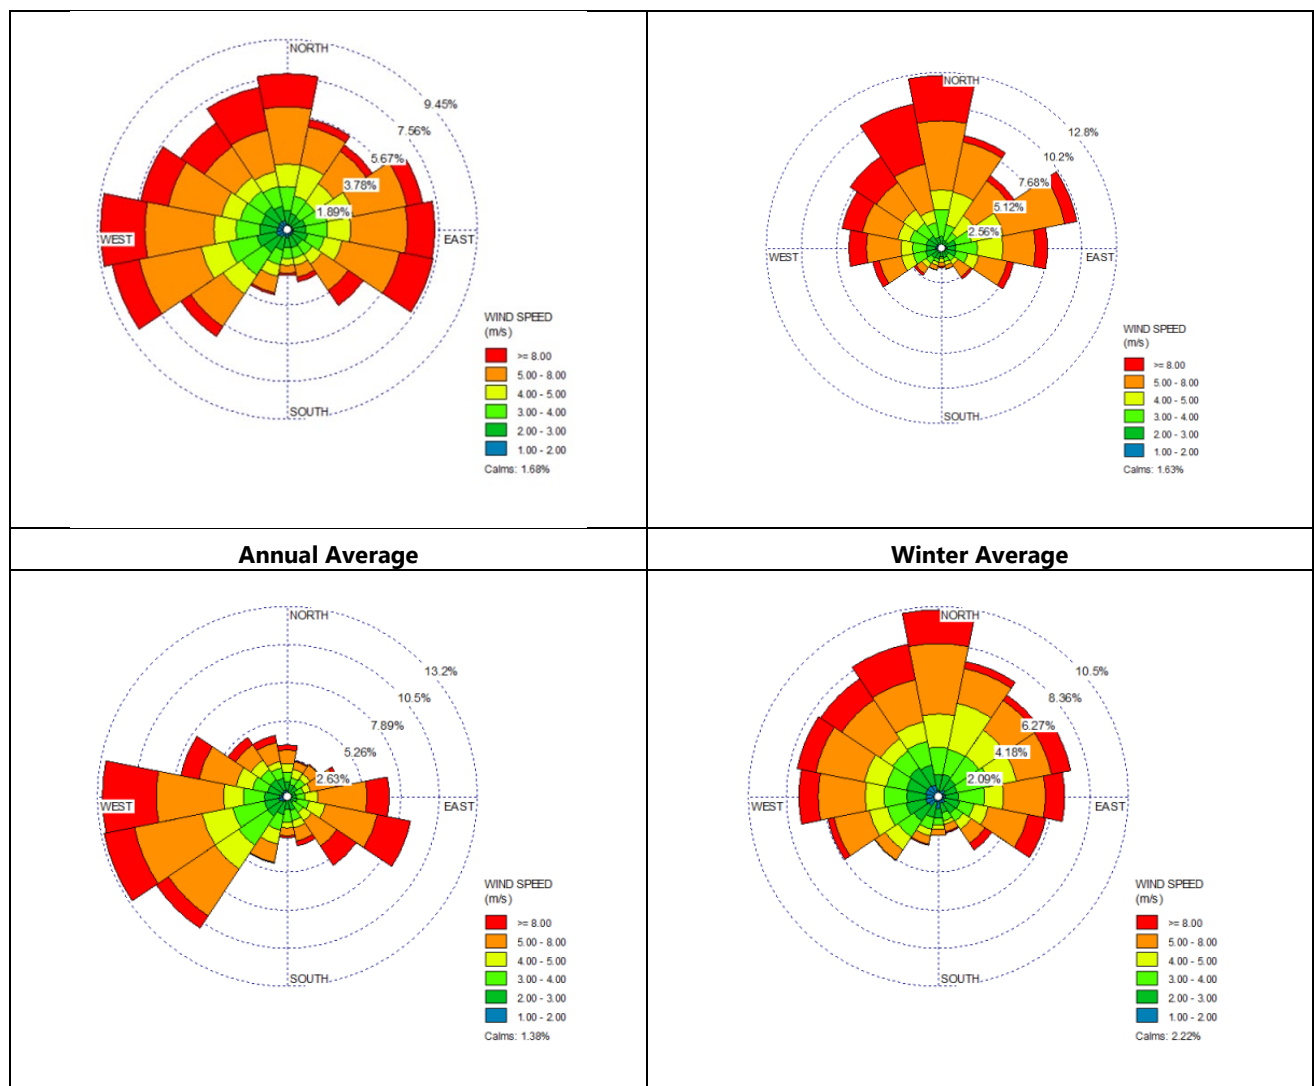 NORTH
9.45%
7.56%
5.67%
3.78%
1.89%
WEST
EAST
SOUTH
WIND SPEED
(m/s)
>= 8.00
5.00 - 8.00
4.00 - 5.00
3.00 - 4.00
2.00 - 3.00
1.00 - 2.00
Calms: 1.68%
NORTH
12.8%
10.2%
7.68%
5.12%
2.56%
WEST
EAST
SOUTH
WIND SPEED
(m/s)
>= 8.00
5.00 - 8.00
4.00 - 5.00
3.00 - 4.00
2.00 - 3.00
1.00 - 2.00
Calms: 1.63%
Annual Average
Winter Average
NORTH
13.2%
10.5%
7.89%
5.26%
2.63%
WEST
EAST
SOUTH
WIND SPEED
(m/s)
>= 8.00
5.00 - 8.00
4.00 - 5.00
3.00 - 4.00
2.00 - 3.00
1.00 - 2.00
Calms: 1.38%
NORTH
10.5%
8.36%
6.27%
4.18%
2.09%
WEST
EAST
SOUTH
WIND SPEED
(m/s)
>= 8.00
5.00 - 8.00
4.00 - 5.00
3.00 - 4.00
2.00 - 3.00
1.00 - 2.00
Calms: 2.22%